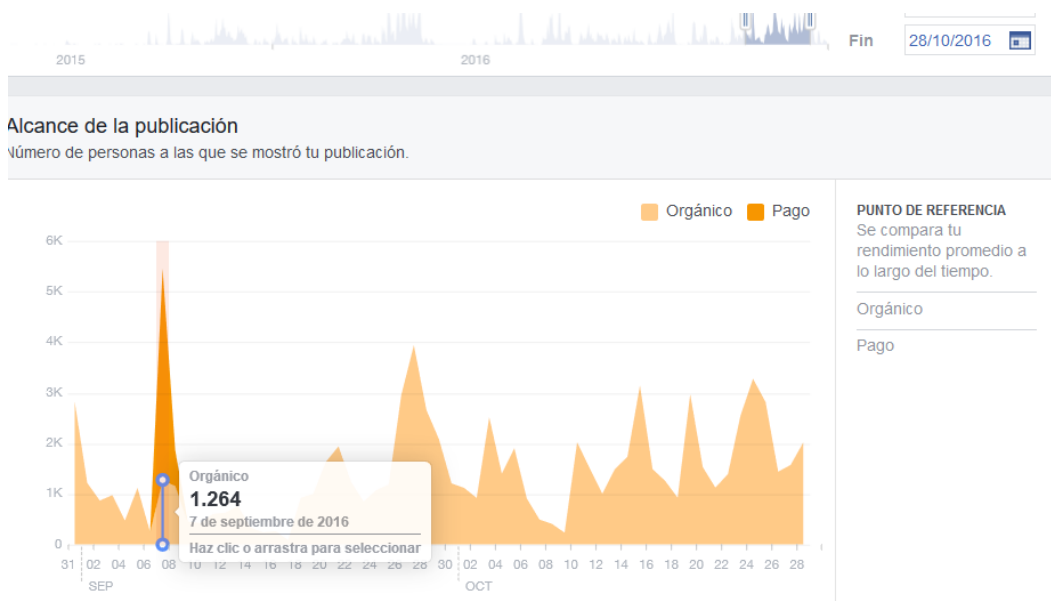 2015
2016
Fin
28/10/2016
Alcance de la publicación
Número de personas a las que se mostró tu publicación.
Orgánico
Pago
6K
5K
4K
3K
2K
1K
0
Orgánico
1.264
7 de septiembre de 2016
Haz clic o arrastra para seleccionar
31 02 04 06 08 10 12 14 16 18 20 22 24 26 28 30 02 04 06 08 10 12 14 16 18 20 22 24 26 28
SEP
OCT
PUNTO DE REFERENCIA
Se compara tu
rendimiento promedio a
lo largo del tiempo.
Orgánico
Pago